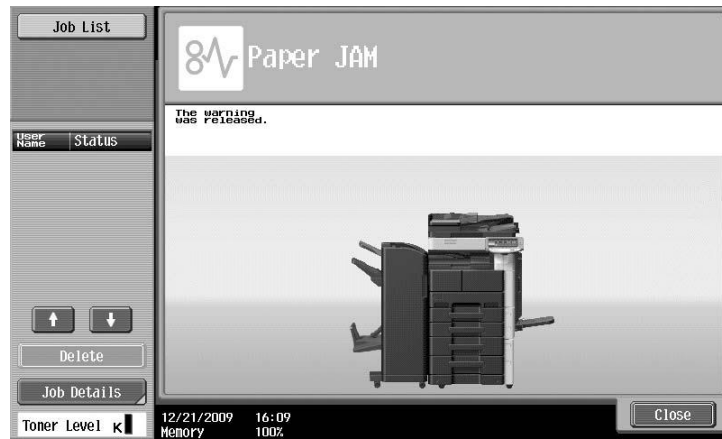 Job List
Paper JAM
The warning
was released.
User
Name
Status
Delete
Job Details
Toner Level K
12/21/2009 16:09
Memory 100%
Close